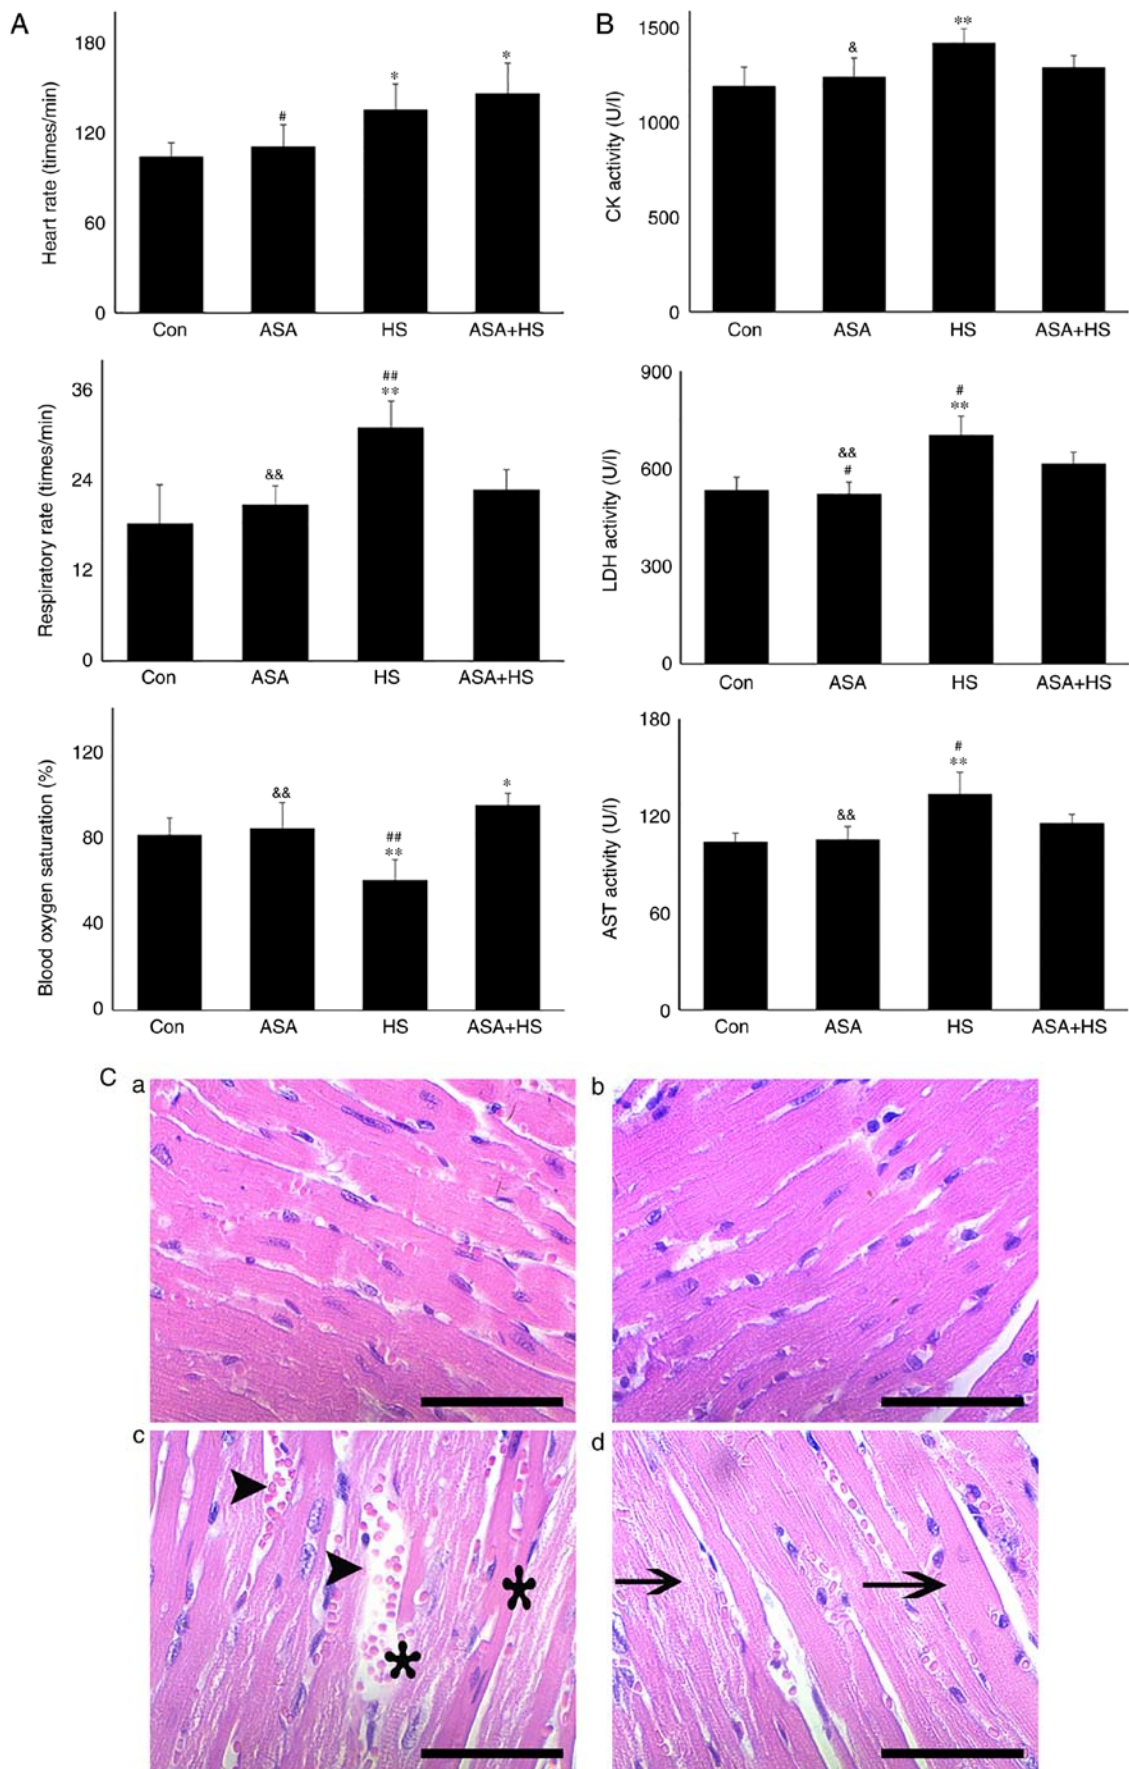 A
Heart rate (times/min)
180
120
60
0
#
*
*
Con ASA HS ASA+HS
B
CK activity (U/l)
1500
1000
500
0
&
**
Con ASA HS ASA+HS
Respiratory rate (times/min)
36
24
12
0
&&
##
**
Con ASA HS ASA+HS
LDH activity (U/l)
900
600
300
0
&&
#
#
**
Con ASA HS ASA+HS
Blood oxygen saturation (%)
120
80
40
0
&&
##
**
*
Con ASA HS ASA+HS
AST activity (U/l)
180
120
60
0
&&
#
**
Con ASA HS ASA+HS
C
a
b
c
d
*
*